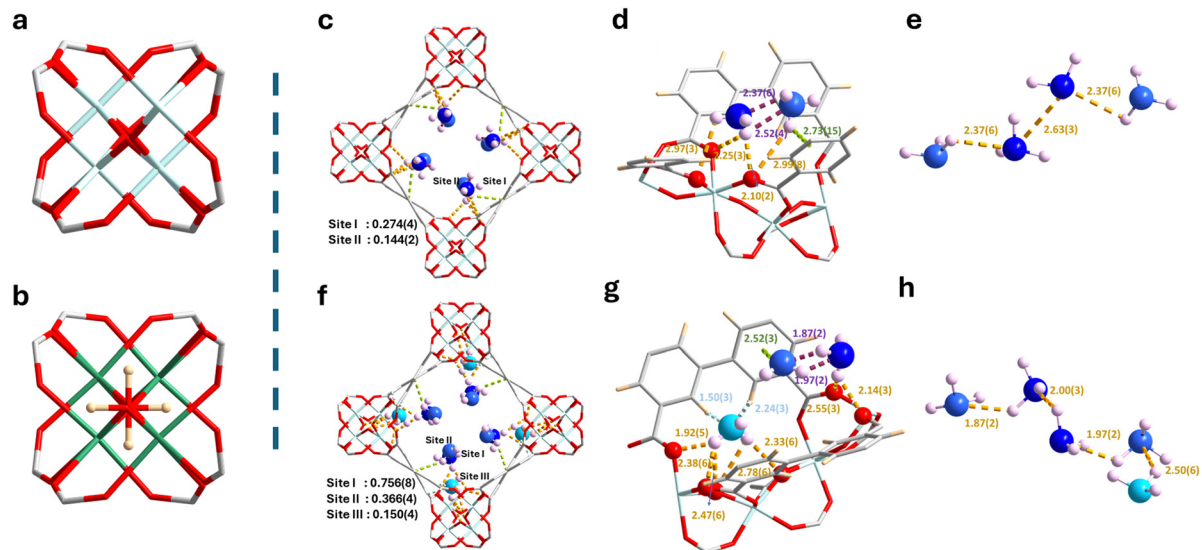 a
c
d
e
Site II
Site I
Site I : 0.274(4)
Site II : 0.144(2)
2.37(6)
2.52(4)
2.73(15)
2.97(3)
2.25(3)
2.99(8)
2.10(2)
2.37(6)
2.63(3)
2.37(6)
b
f
g
h
Site II
Site I
Site III
Site I : 0.756(8)
Site II : 0.366(4)
Site III : 0.150(4)
2.52(3)
1.87(2)
1.97(2)
2.14(3)
1.50(3)
2.24(3)
2.55(3)
1.92(5)
2.33(6)
2.38(6)
2.78(6)
2.47(6)
1.87(2)
2.00(3)
1.97(2)
2.50(6)